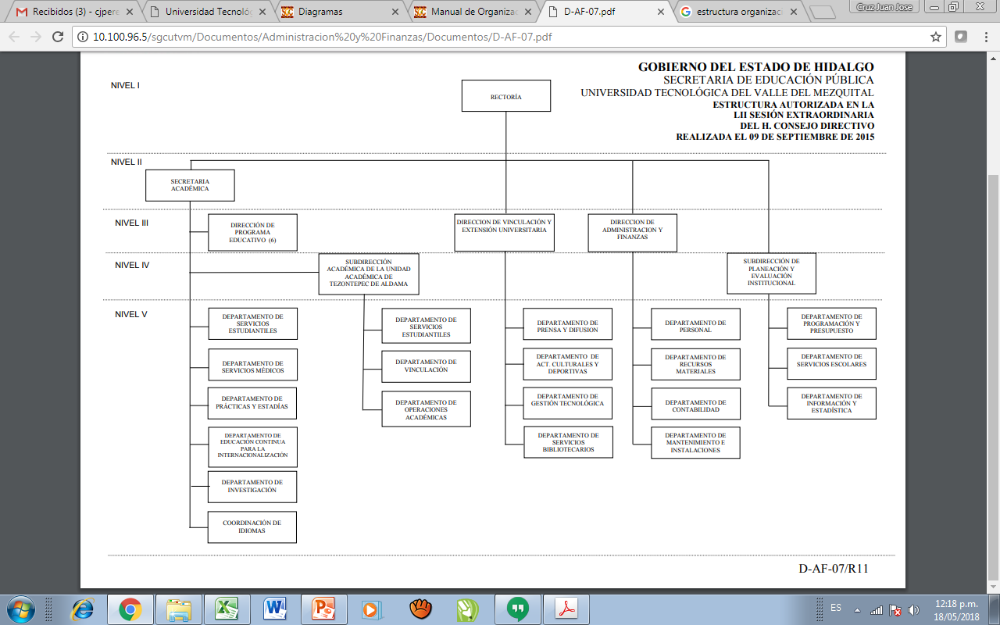 Recibidos (3) - cjpere
Universidad Tecnológ
Diagramas
Manual de Organizac
D-AF-07.pdf
estructura organizaci
Cruz Juan Jose
10.100.96.5/sgcutvm/Documentos/Administracion%20y%20Finanzas/Documentos/D-AF-07.pdf
GOBIERNO DEL ESTADO DE HIDALGO
SECRETARIA DE EDUCACIÓN PÚBLICA
UNIVERSIDAD TECNOLÓGICA DEL VALLE DEL MEZQUITAL
ESTRUCTURA AUTORIZADA EN LA
LII SESIÓN EXTRAORDINARIA
DEL H. CONSEJO DIRECTIVO
REALIZADA EL 09 DE SEPTIEMBRE DE 2015
NIVEL I
RECTORÍA
NIVEL II
SECRETARIA
ACADÉMICA
NIVEL III
DIRECCIÓN DE
PROGRAMA
EDUCATIVO (6)
DIRECCION DE VINCULACIÓN Y
EXTENSIÓN UNIVERSITARIA
DIRECCION DE
ADMINISTRACION Y
FINANZAS
NIVEL IV
SUBDIRECCIÓN
ACADÉMICA DE LA UNIDAD
ACADÉMICA DE
TEZONTEPEC DE ALDAMA
SUBDIRECCIÓN DE
PLANEACIÓN Y
EVALUACIÓN
INSTITUCIONAL
NIVEL V
DEPARTAMENTO DE
SERVICIOS
ESTUDIANTILES
DEPARTAMENTO DE
SERVICIOS MÉDICOS
DEPARTAMENTO DE
PRÁCTICAS Y ESTADÍAS
DEPARTAMENTO DE
EDUCACIÓN CONTINUA
PARA LA
INTERNACIONALIZACIÓN
DEPARTAMENTO DE
INVESTIGACIÓN
COORDINACIÓN DE
IDIOMAS
DEPARTAMENTO DE
SERVICIOS
ESTUDIANTILES
DEPARTAMENTO DE
VINCULACIÓN
DEPARTAMENTO DE
OPERACIONES
ACADÉMICAS
DEPARTAMENTO DE
PRENSA Y DIFUSION
DEPARTAMENTO DE
ACT. CULTURALES Y
DEPORTIVAS
DEPARTAMENTO DE
GESTIÓN TECNOLÓGICA
DEPARTAMENTO DE
SERVICIOS
BIBLIOTECARIOS
DEPARTAMENTO DE
PERSONAL
DEPARTAMENTO DE
RECURSOS
MATERIALES
DEPARTAMENTO DE
CONTABILIDAD
DEPARTAMENTO DE
MANTENIMIENTO E
INSTALACIONES
DEPARTAMENTO DE
PROGRAMACIÓN Y
PRESUPUESTO
DEPARTAMENTO DE
SERVICIOS ESCOLARES
DEPARTAMENTO DE
INFORMACIÓN Y
ESTADÍSTICA
D-AF-07/R11
ES
12:18 p.m.
18/05/2018